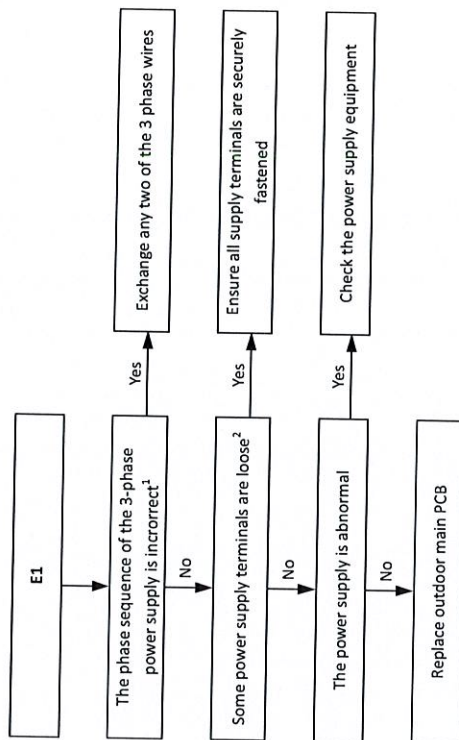 E1
The phase sequence of the 3-phase
power supply is incrorrect¹
Yes
Exchange any two of the 3 phase wires
No
Some power supply terminals are loose²
Yes
Ensure all supply terminals are securely
fastened
No
The power supply is abnormal
Yes
Check the power supply equipment
No
Replace outdoor main PCB